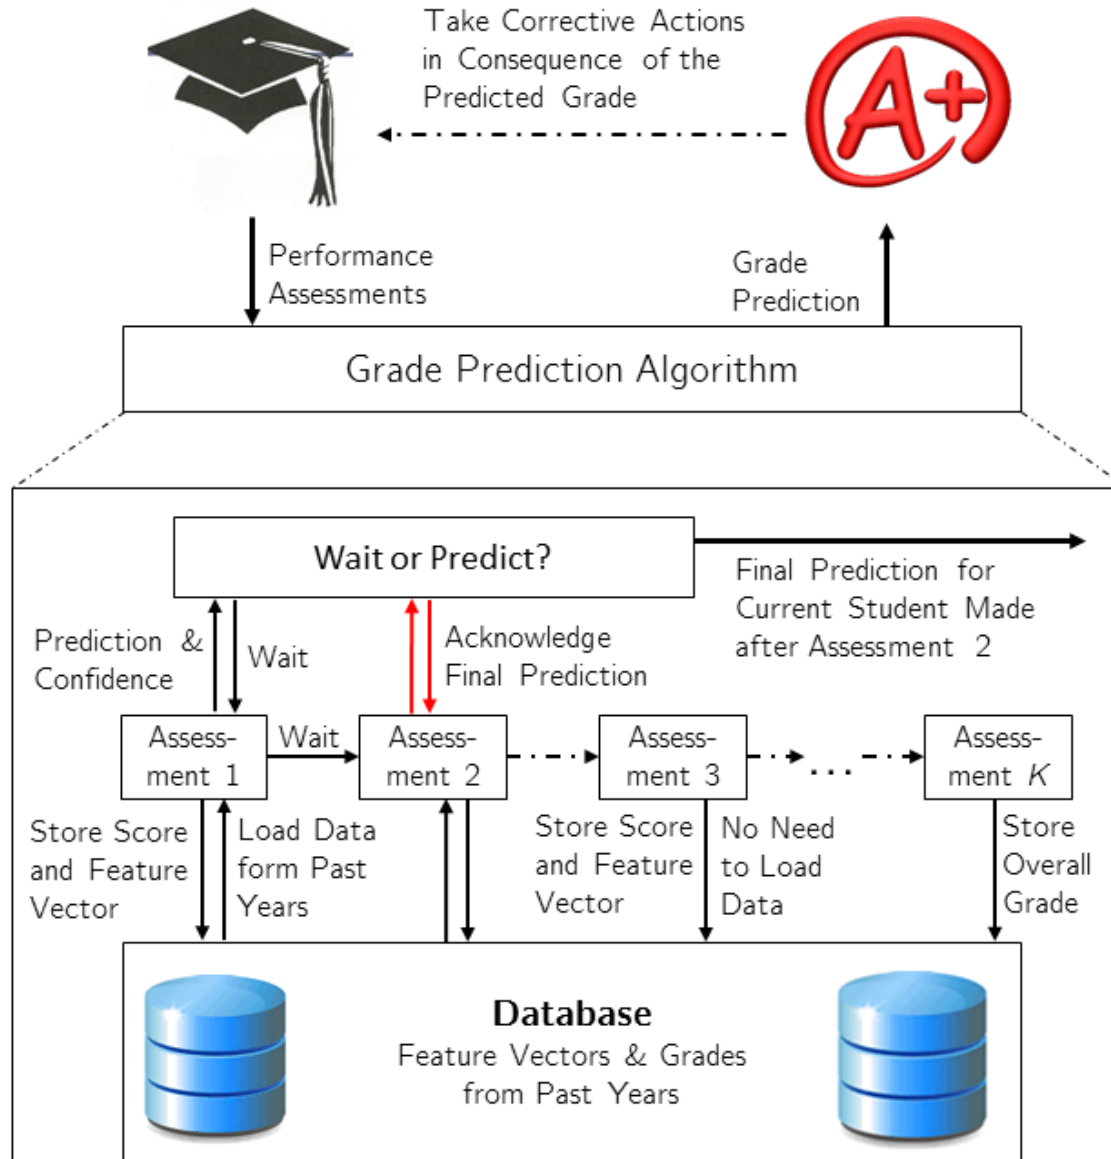 Take Corrective Actions
in Consequence of the
Predicted Grade
A+
Performance
Assessments
Grade
Prediction
Grade Prediction Algorithm
Wait or Predict?
Final Prediction for
Current Student Made
after Assessment 2
Prediction &
Confidence
Wait
Acknowledge
Final Prediction
Assess-
ment 1
Wait
Assess-
ment 2
Assess-
ment 3
...
Assess-
ment K
Store Score
and Feature
Vector
Load Data
form Past
Years
Store Score
and Feature
Vector
No Need
to Load
Data
Store
Overall
Grade
Database
Feature Vectors & Grades
from Past Years